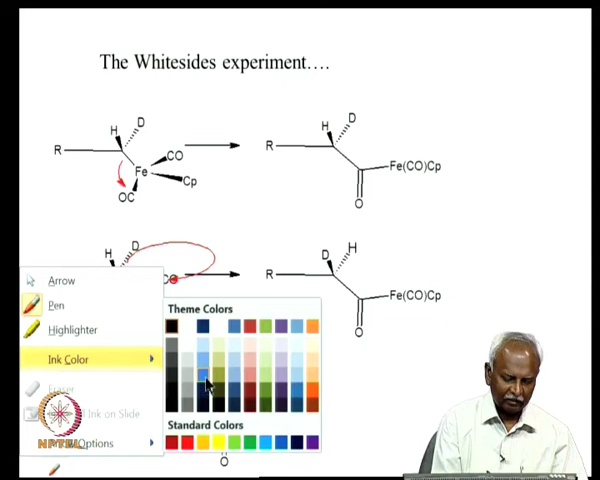 The Whitesides experiment....
H D
R
CO
Fe
Cp
OC
H D
R
Fe(CO)Cp
O
H D
D H
R
Fe(CO)Cp
O
Arrow
Pen
Highlighter
Ink Color
Eraser
Ink on Slide
Options
Theme Colors
Standard Colors
NPTEL
O